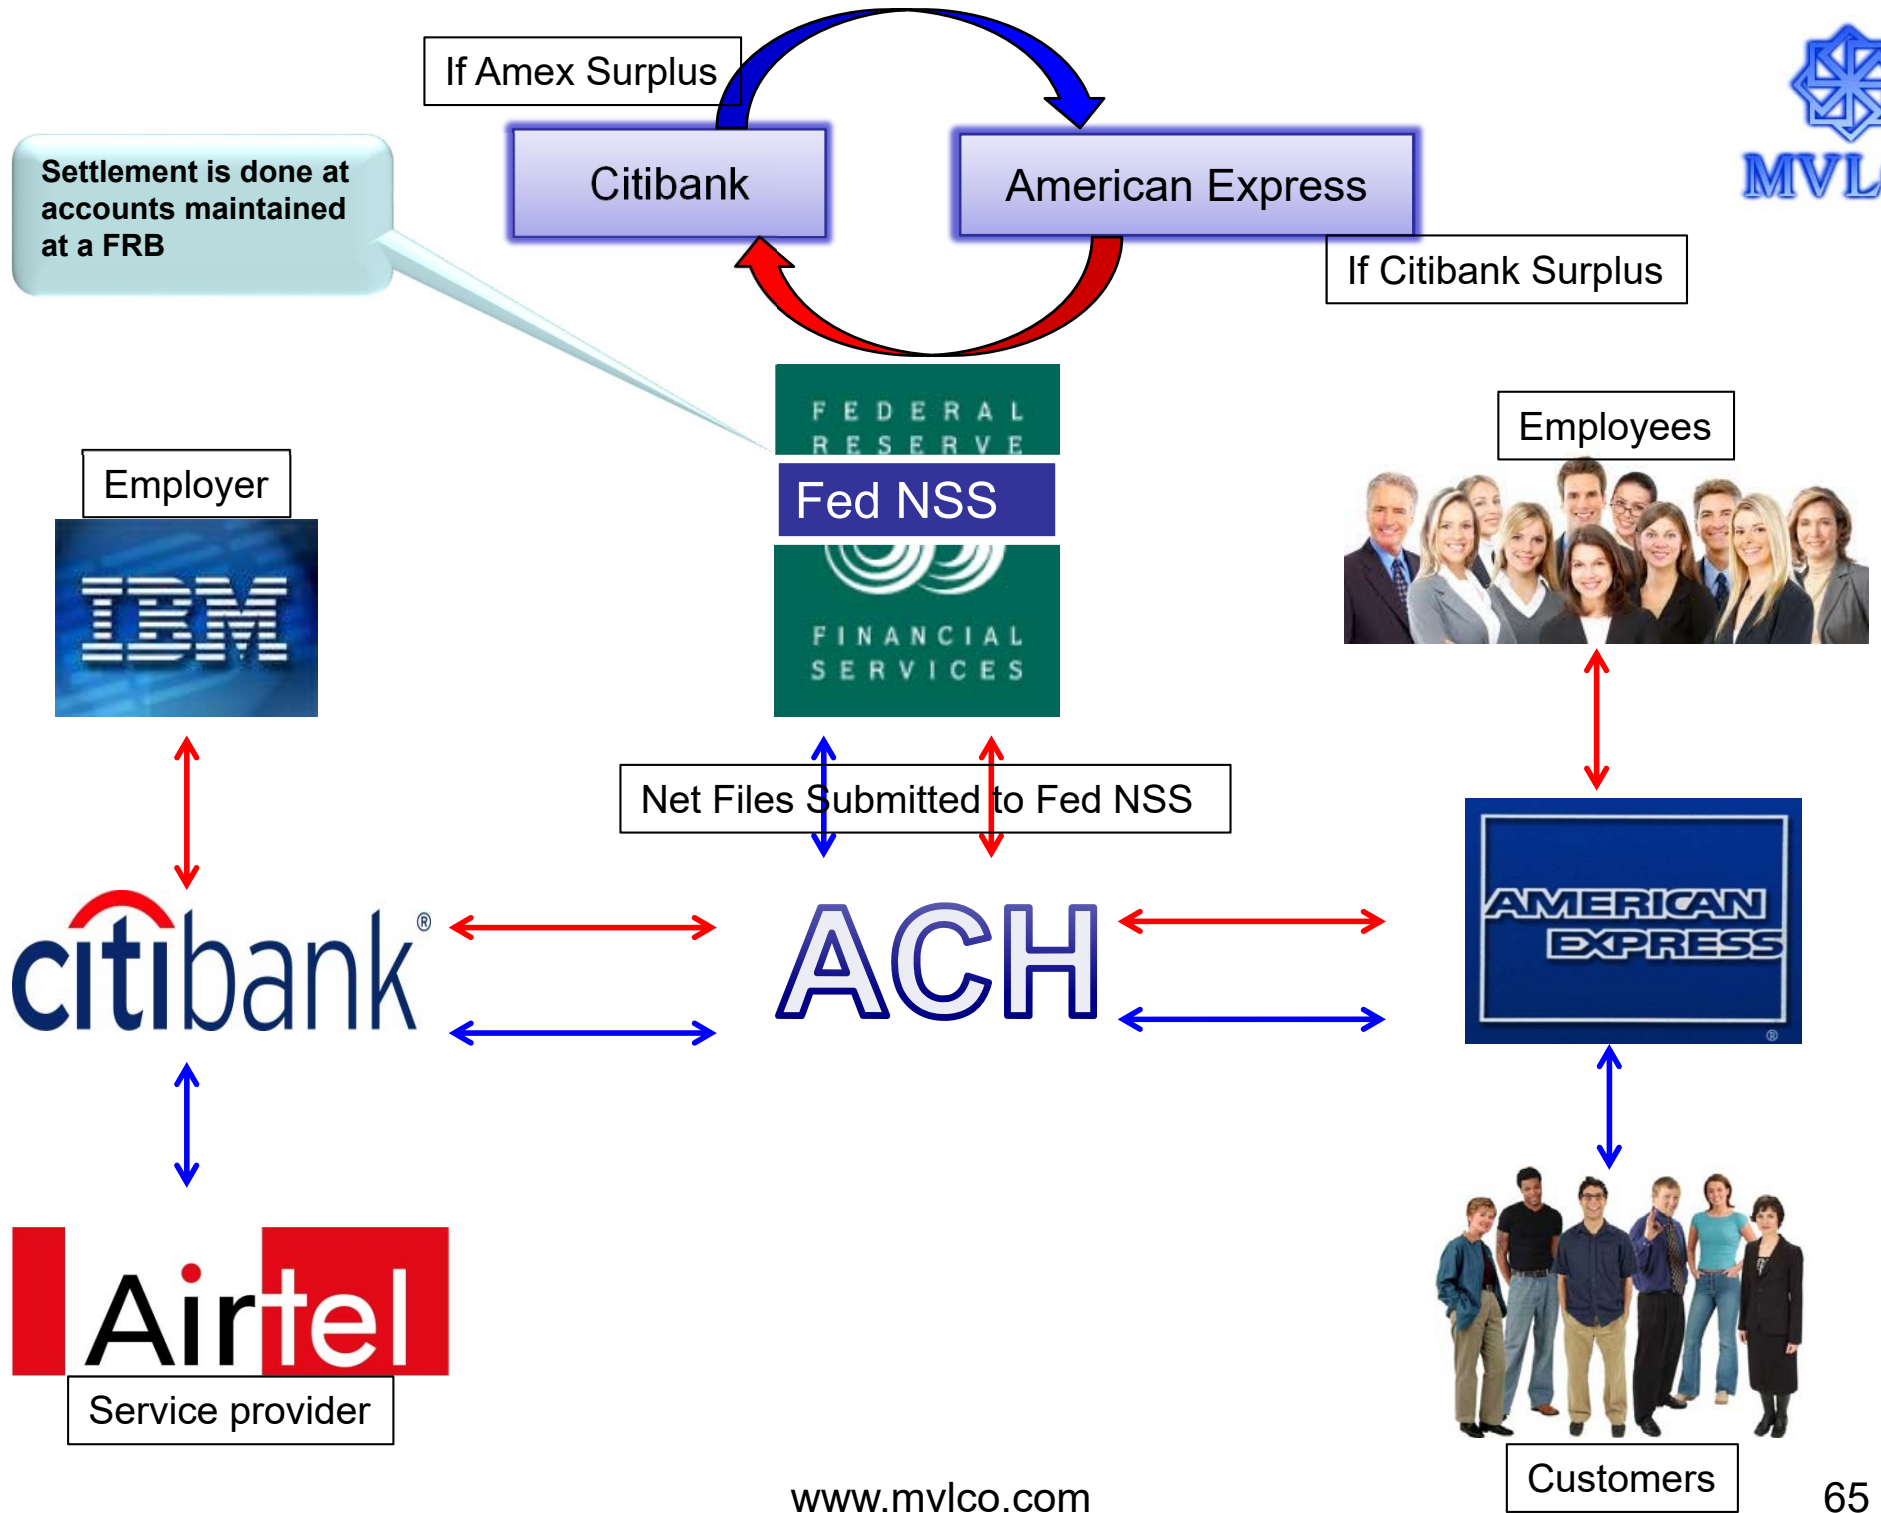 If Amex Surplus
Citibank
American Express
Settlement is done at
accounts maintained
at a FRB
If Citibank Surplus
FEDERAL
RESERVE
Fed NSS
FINANCIAL
SERVICES
Employer
IBM
Employees
Net Files Submitted to Fed NSS
citibank®
ACH
AMERICAN
EXPRESS
®
Airtel
Service provider
Customers
www.mvlco.com
65